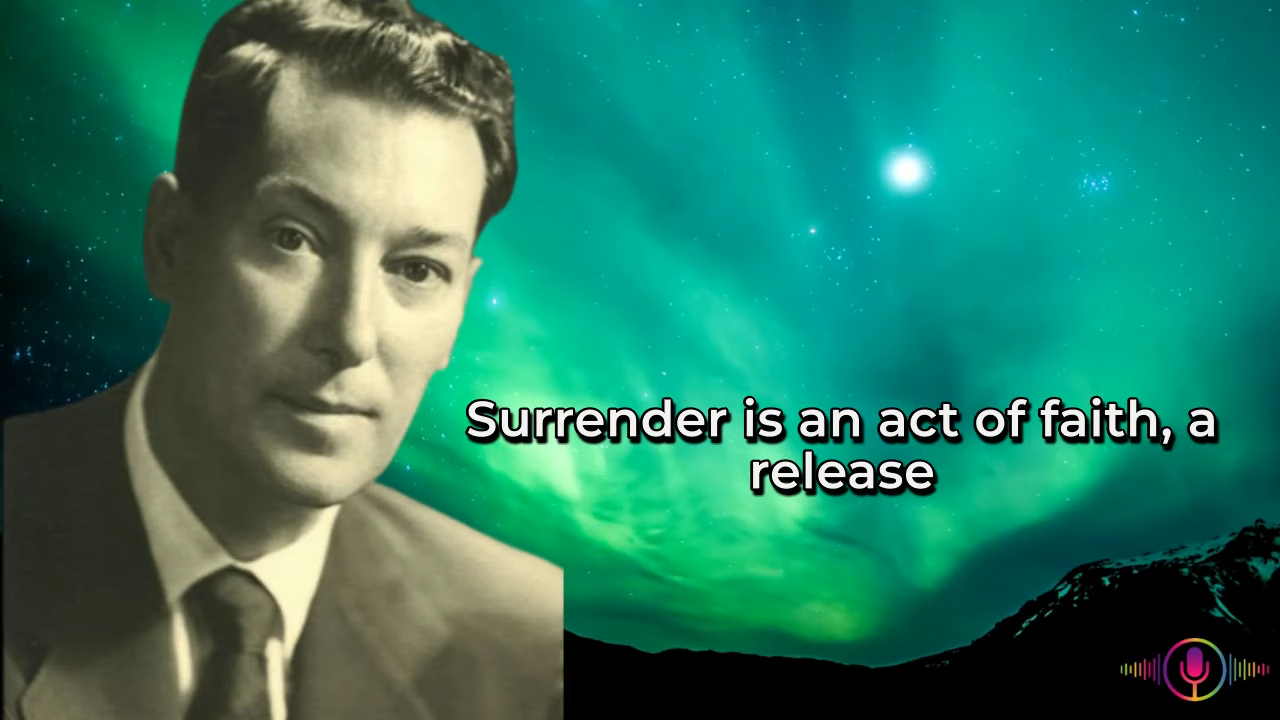 Surrender is an act of faith, a
release